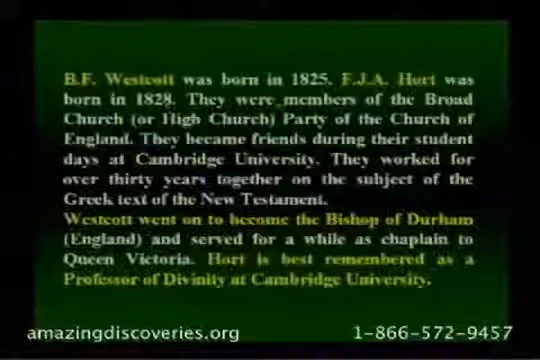 B.F. Westcott was born in 1825. F.J.A. Hort was
born in 1828. They were members of the Broad
Church (or High Church) Party of the Church of
England. They became friends during their student
days at Cambridge University. They worked for
over thirty years together on the subject of the
Greek text of the New Testament.
Westcott went on to become the Bishop of Durham
(England) and served for a while as chaplain to
Queen Victoria. Hort is best remembered as a
Professor of Divinity at Cambridge University.
amazingdiscoveries.org 1-866-572-9457